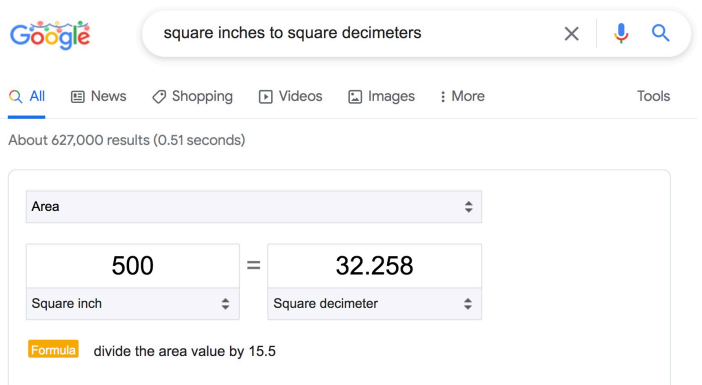 Google
square inches to square decimeters
All News Shopping Videos Images More Tools
About 627,000 results (0.51 seconds)
Area
500 = 32.258
Square inch Square decimeter
Formula divide the area value by 15.5